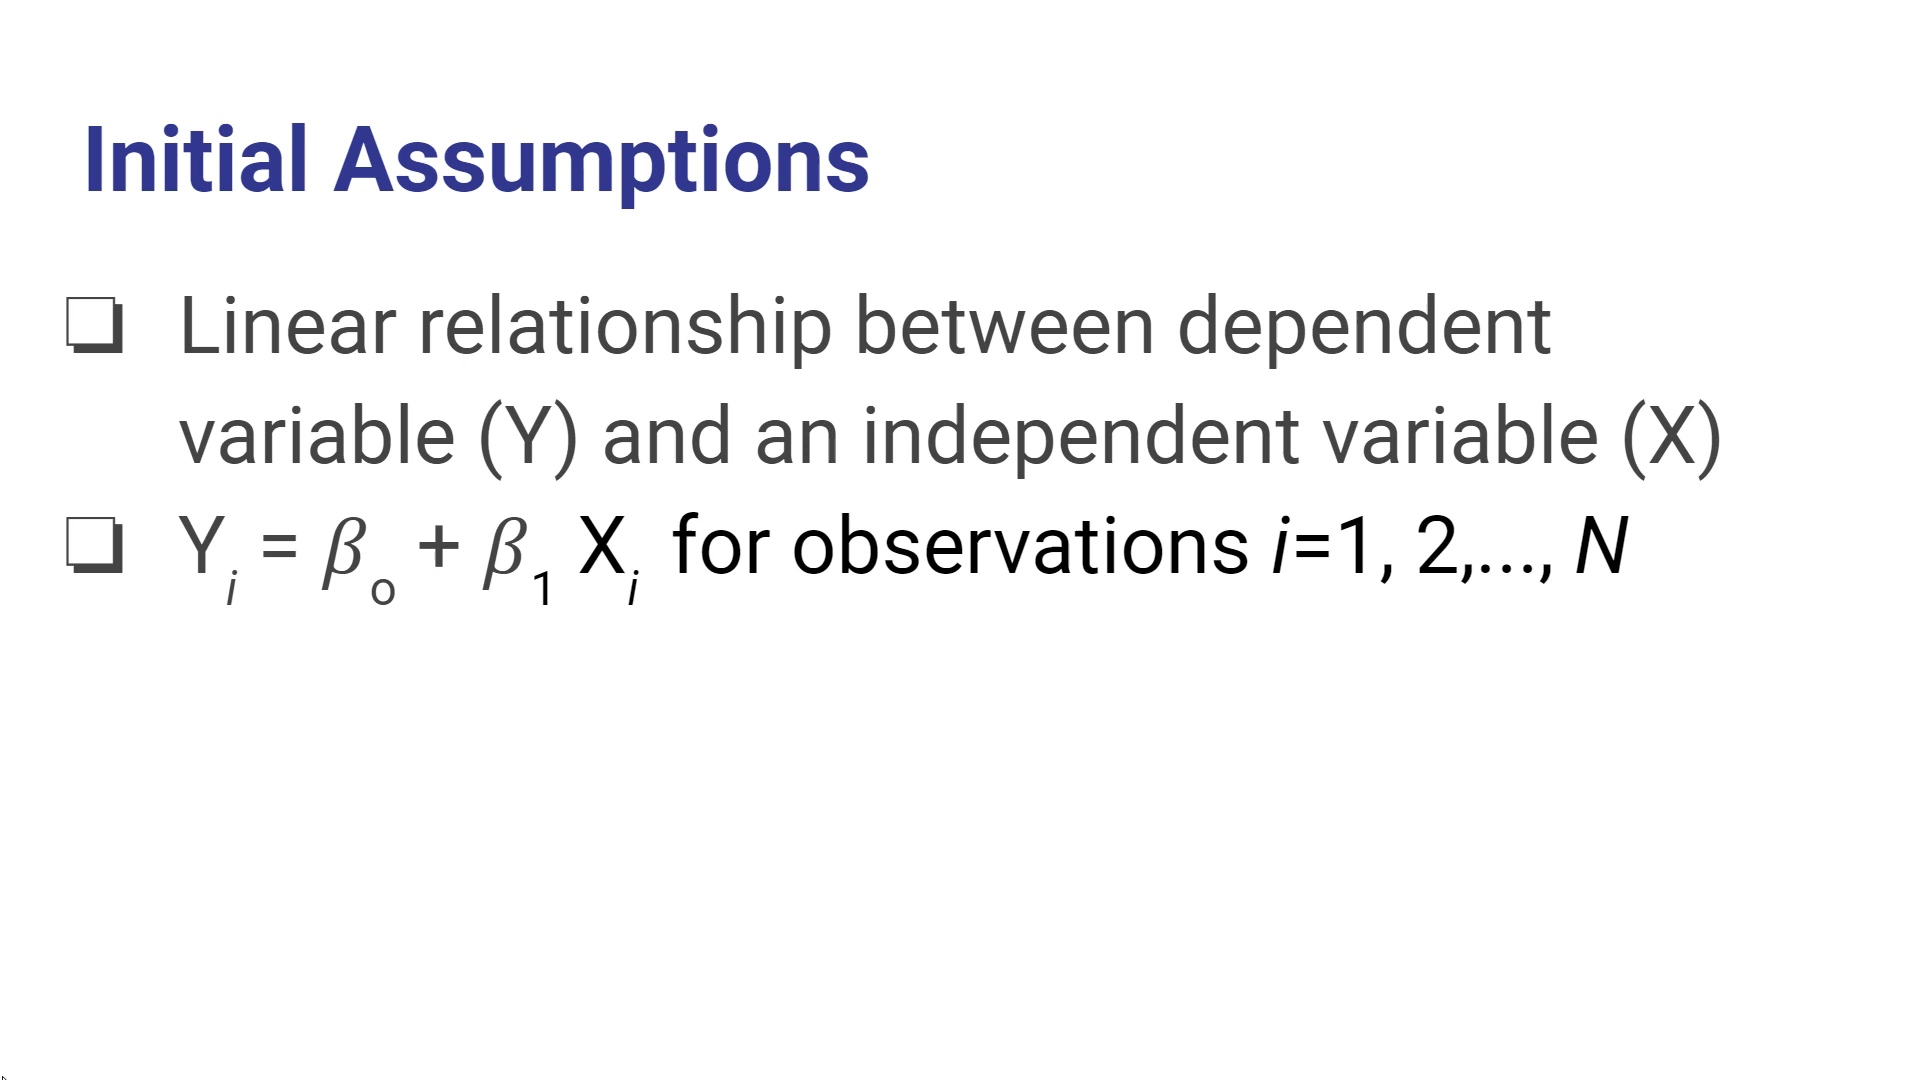 Initial Assumptions
❏ Linear relationship between dependent
variable (Y) and an independent variable (X)
❏ Yᵢ = βₒ + β₁ Xᵢ for observations i=1, 2,..., N